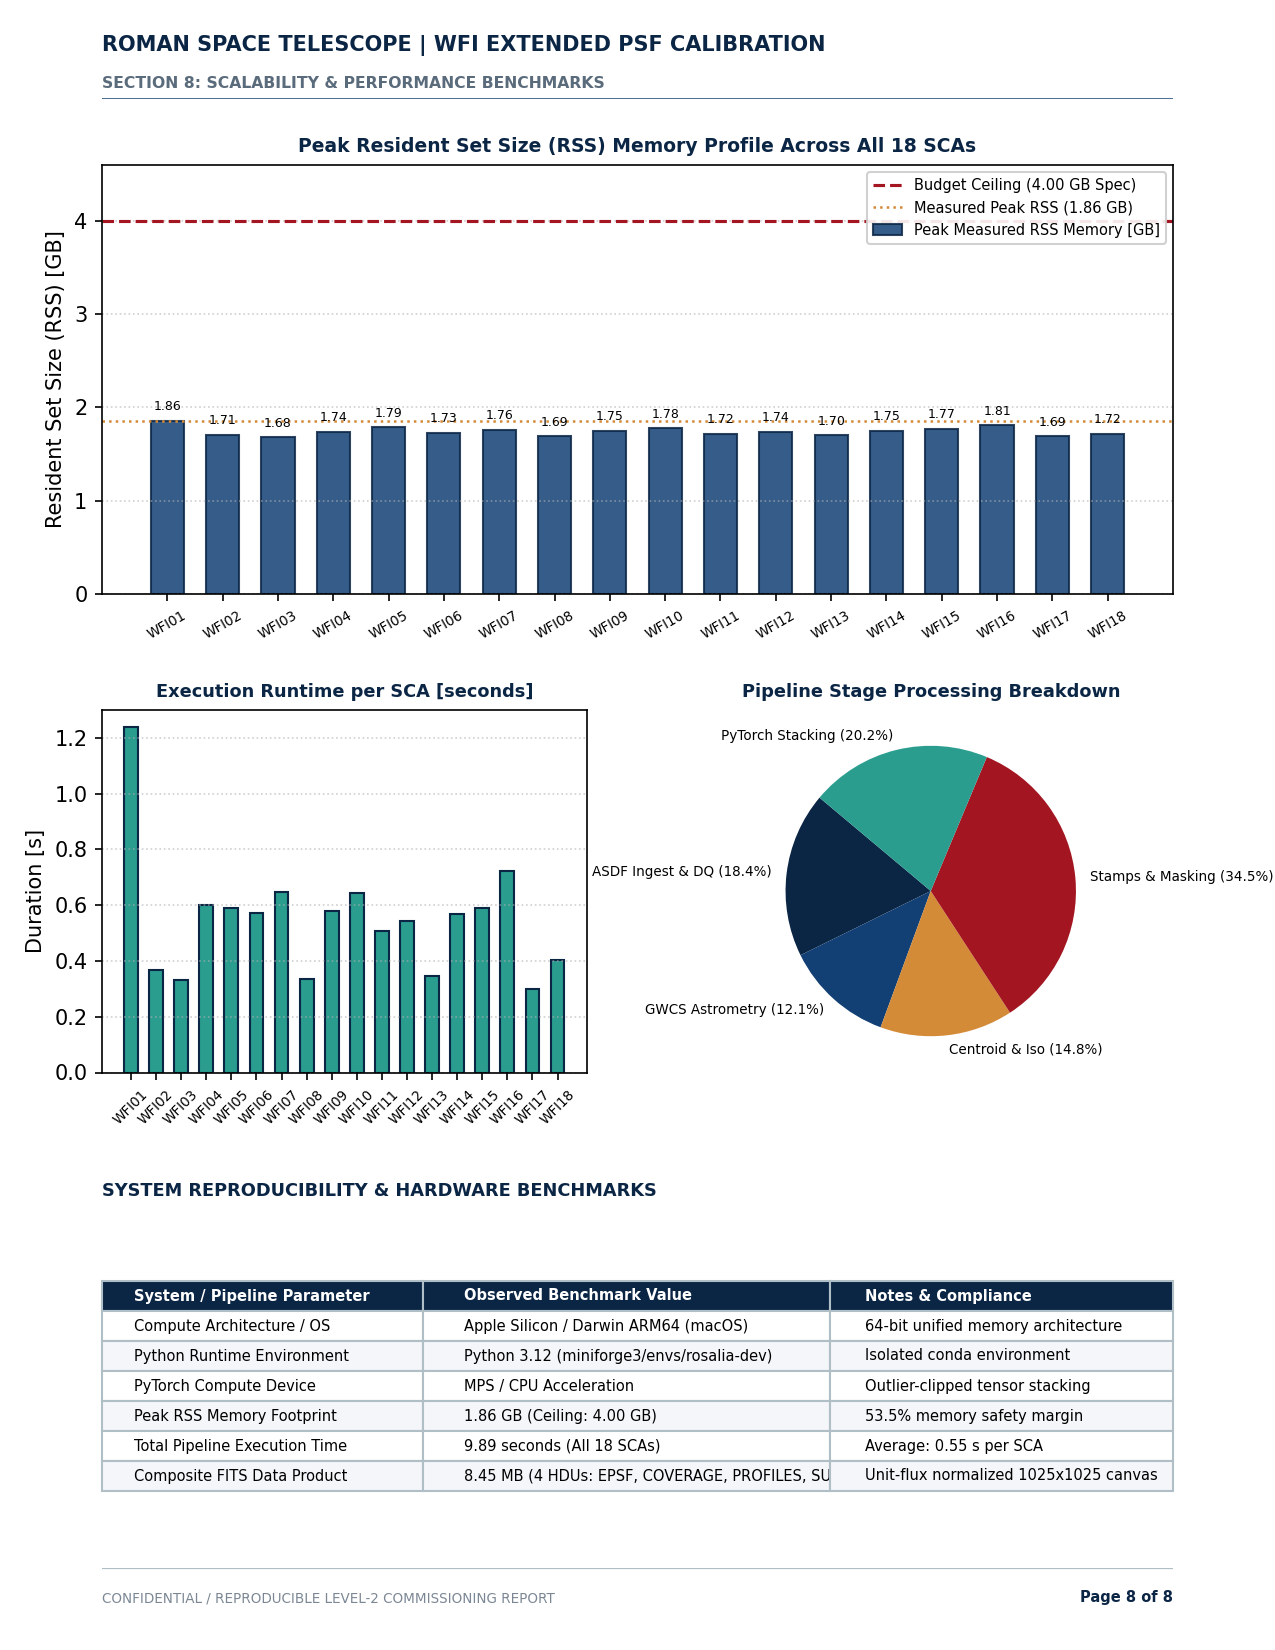 ROMAN SPACE TELESCOPE | WFI EXTENDED PSF CALIBRATION
SECTION 8: SCALABILITY & PERFORMANCE BENCHMARKS
Peak Resident Set Size (RSS) Memory Profile Across All 18 SCAs
Budget Ceiling (4.00 GB Spec)
Measured Peak RSS (1.86 GB)
Peak Measured RSS Memory [GB]
Resident Set Size (RSS) [GB]
4
3
2
1
0
1.86 1.71 1.68 1.74 1.79 1.73 1.76 1.69 1.75 1.78 1.72 1.74 1.70 1.75 1.77 1.81 1.69 1.72
WFI01 WFI02 WFI03 WFI04 WFI05 WFI06 WFI07 WFI08 WFI09 WFI10 WFI11 WFI12 WFI13 WFI14 WFI15 WFI16 WFI17 WFI18
Execution Runtime per SCA [seconds]
Duration [s]
1.2
1.0
0.8
0.6
0.4
0.2
0.0
WFI01 WFI02 WFI03 WFI04 WFI05 WFI06 WFI07 WFI08 WFI09 WFI10 WFI11 WFI12 WFI13 WFI14 WFI15 WFI16 WFI17 WFI18
Pipeline Stage Processing Breakdown
PyTorch Stacking (20.2%)
ASDF Ingest & DQ (18.4%)
Stamps & Masking (34.5%)
GWCS Astrometry (12.1%)
Centroid & Iso (14.8%)
SYSTEM REPRODUCIBILITY & HARDWARE BENCHMARKS
System / Pipeline Parameter Observed Benchmark Value Notes & Compliance
Compute Architecture / OS Apple Silicon / Darwin ARM64 (macOS) 64-bit unified memory architecture
Python Runtime Environment Python 3.12 (miniforge3/envs/rosalia-dev) Isolated conda environment
PyTorch Compute Device MPS / CPU Acceleration Outlier-clipped tensor stacking
Peak RSS Memory Footprint 1.86 GB (Ceiling: 4.00 GB) 53.5% memory safety margin
Total Pipeline Execution Time 9.89 seconds (All 18 SCAs) Average: 0.55 s per SCA
Composite FITS Data Product 8.45 MB (4 HDUs: EPSF, COVERAGE, PROFILES, SU Unit-flux normalized 1025x1025 canvas
CONFIDENTIAL / REPRODUCIBLE LEVEL-2 COMMISSIONING REPORT
Page 8 of 8